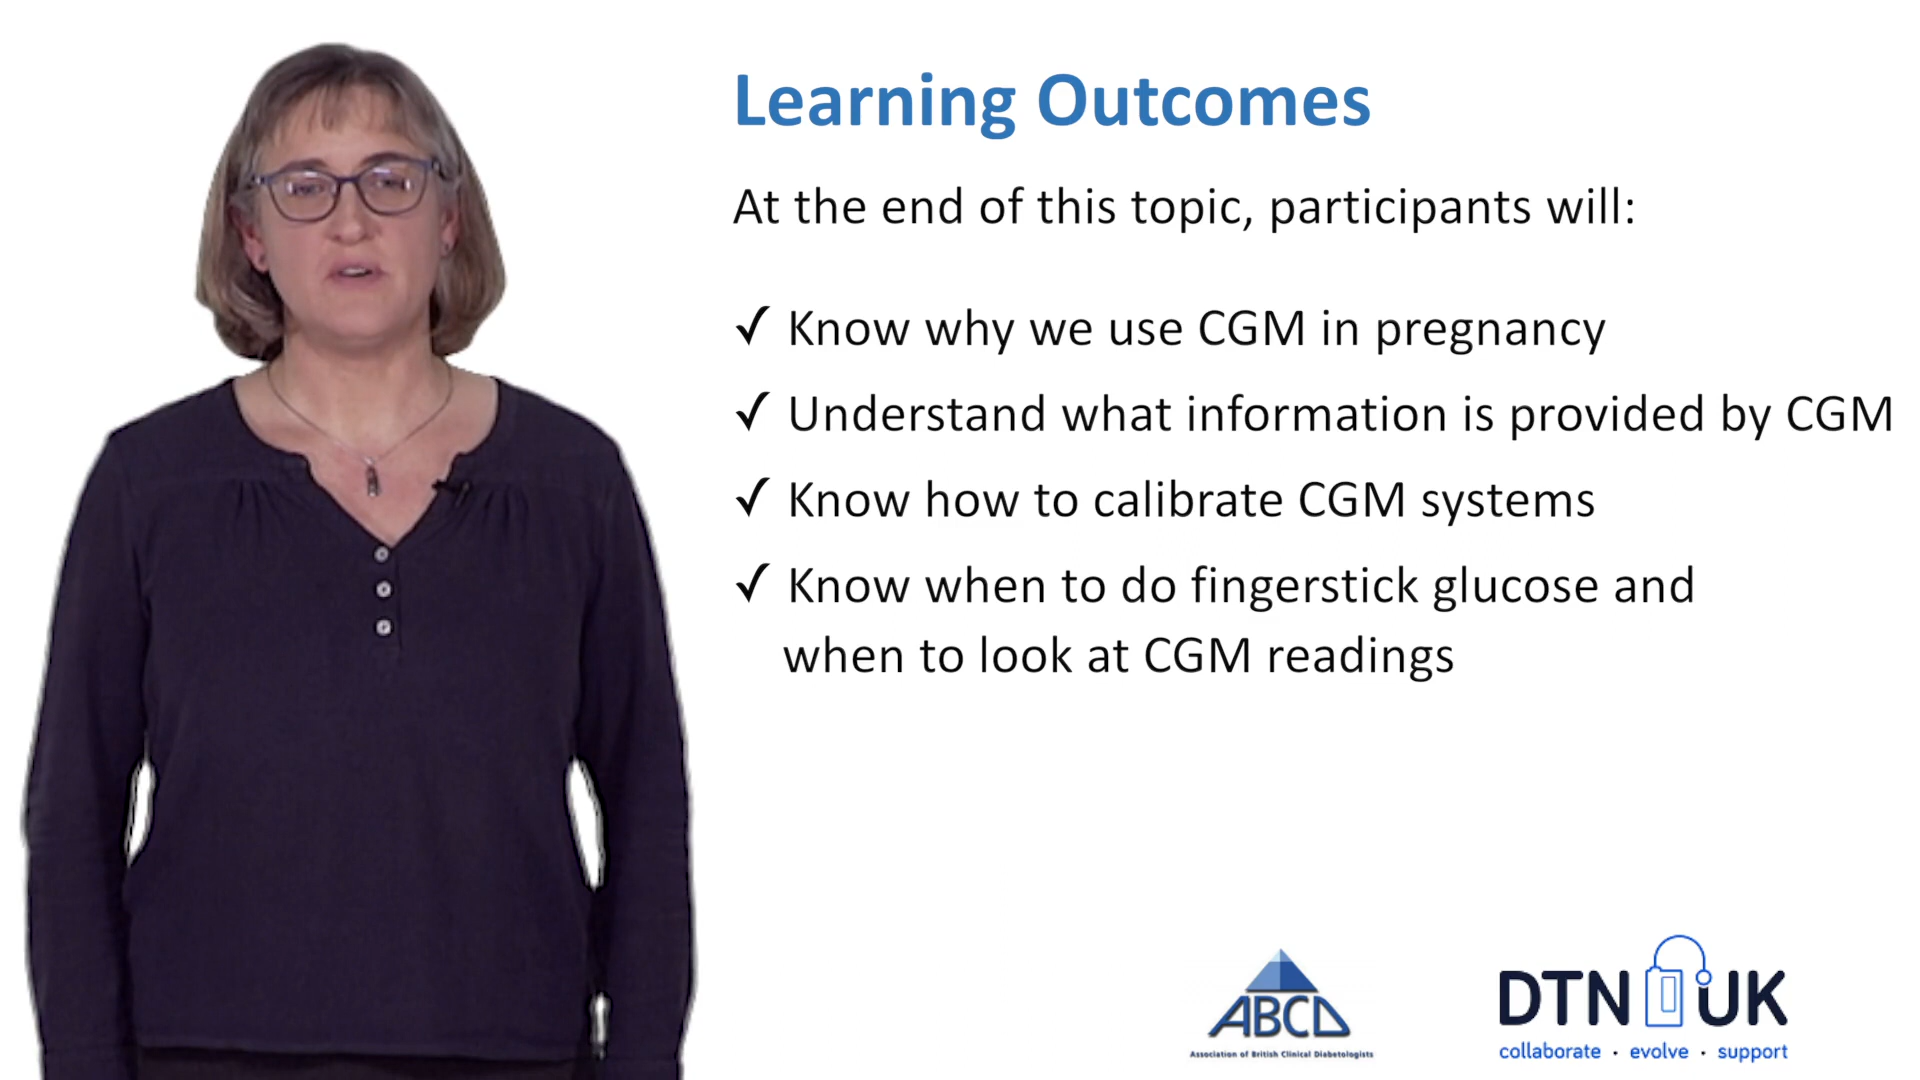 Learning Outcomes
At the end of this topic, participants will:
✓ Know why we use CGM in pregnancy
✓ Understand what information is provided by CGM
✓ Know how to calibrate CGM systems
✓ Know when to do fingerstick glucose and
when to look at CGM readings
ABCD
Association of British Clinical Diabetologists
DTN UK
collaborate · evolve · support